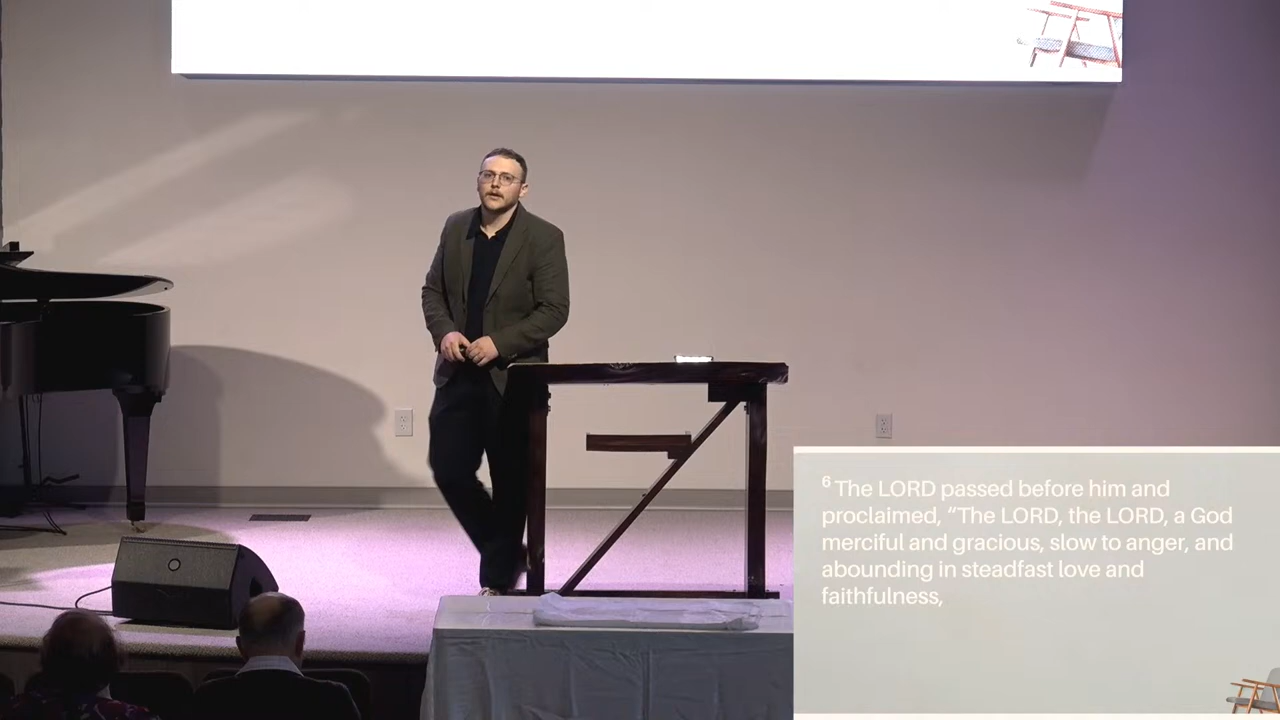 6 The LORD passed before him and
proclaimed, “The LORD, the LORD, a God
merciful and gracious, slow to anger, and
abounding in steadfast love and
faithfulness,